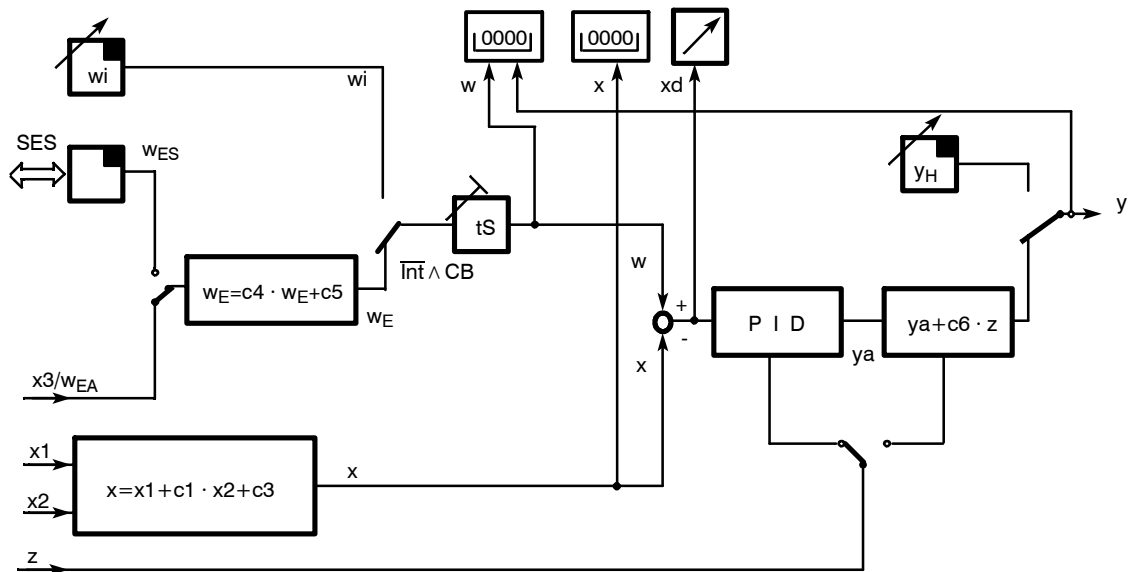 0000
0000
wi
wi
w
x
xd
SES
wES
yH
y
tS
Int ∧ CB
w
wE=c4 · wE+c5
wE
+
-
P I D
ya
ya+c6 · z
x
x3/wEA
x1
x2
x=x1+c1 · x2+c3
x
z